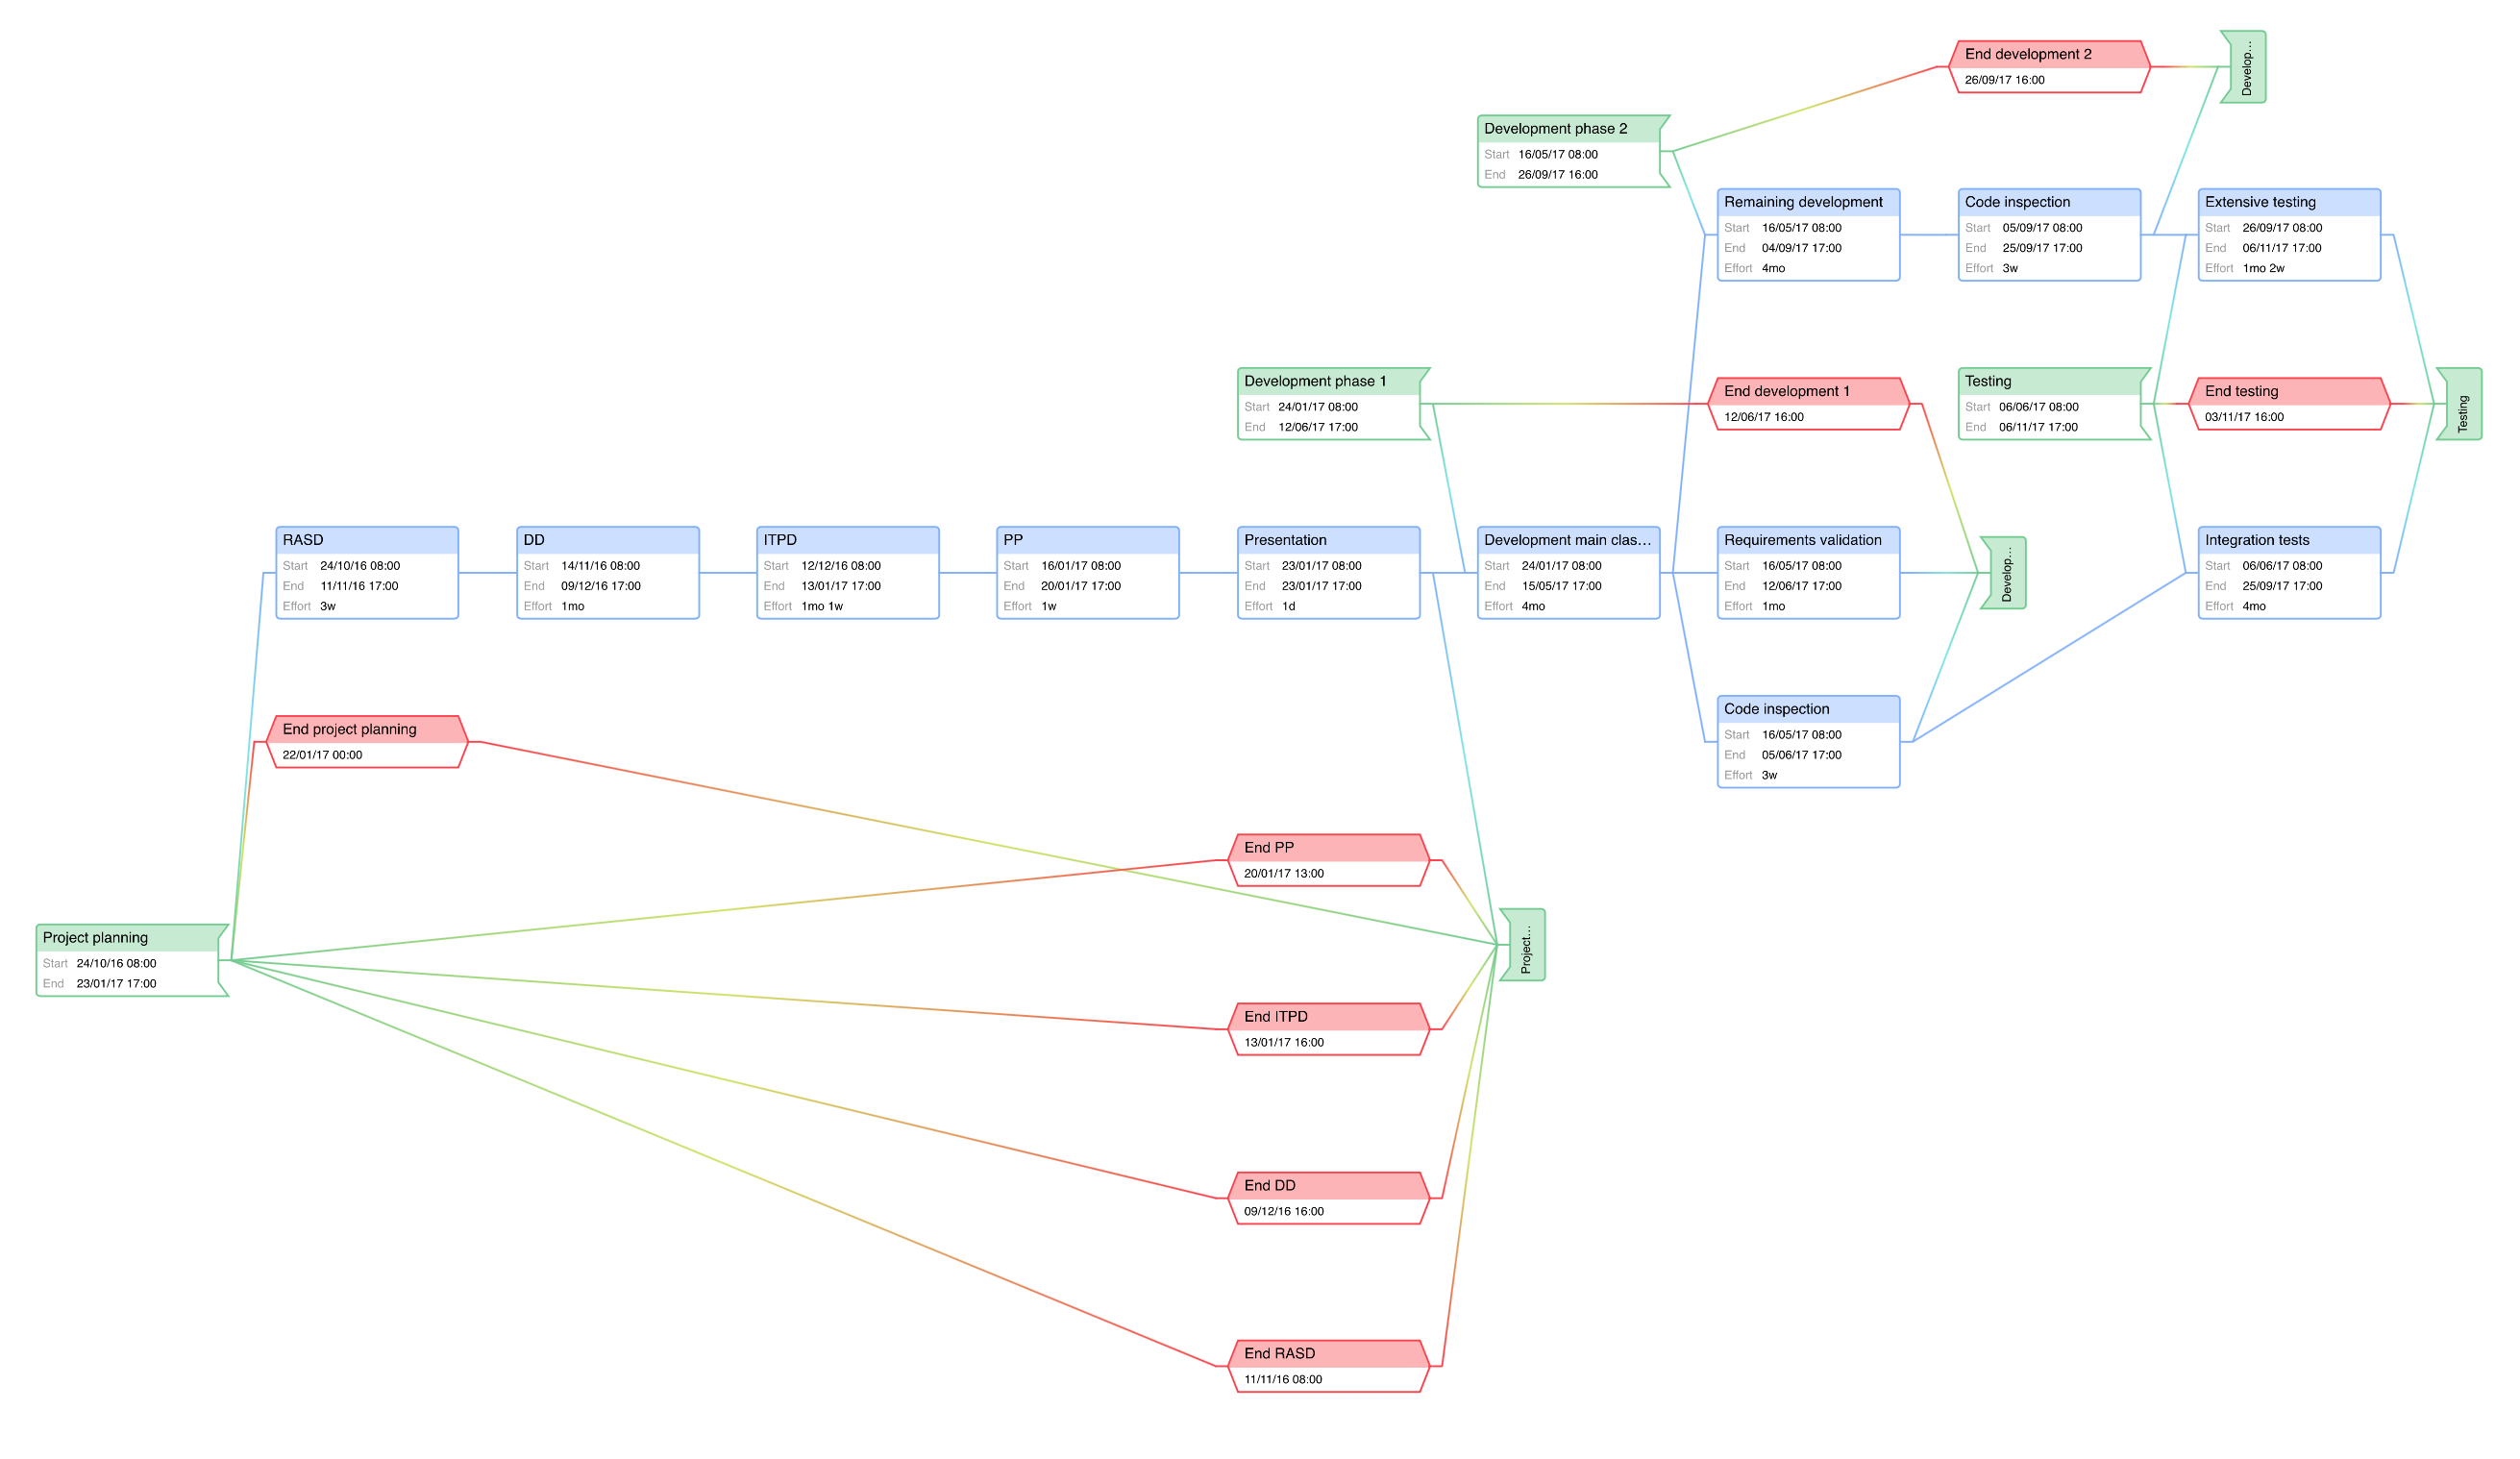 End development 2
26/09/17 16:00
Develop...
Development phase 2
Start 16/05/17 08:00
End 26/09/17 16:00
Remaining development
Start 16/05/17 08:00
End 04/09/17 17:00
Effort 4mo
Code inspection
Start 05/09/17 08:00
End 25/09/17 17:00
Effort 3w
Extensive testing
Start 26/09/17 08:00
End 06/11/17 17:00
Effort 1mo 2w
Development phase 1
Start 24/01/17 08:00
End 12/06/17 17:00
End development 1
12/06/17 16:00
Testing
Start 06/06/17 08:00
End 06/11/17 17:00
End testing
03/11/17 16:00
Testing
RASD
Start 24/10/16 08:00
End 11/11/16 17:00
Effort 3w
DD
Start 14/11/16 08:00
End 09/12/16 17:00
Effort 1mo
ITPD
Start 12/12/16 08:00
End 13/01/17 17:00
Effort 1mo 1w
PP
Start 16/01/17 08:00
End 20/01/17 17:00
Effort 1w
Presentation
Start 23/01/17 08:00
End 23/01/17 17:00
Effort 1d
Development main clas...
Start 24/01/17 08:00
End 15/05/17 17:00
Effort 4mo
Requirements validation
Start 16/05/17 08:00
End 12/06/17 17:00
Effort 1mo
Develop...
Integration tests
Start 06/06/17 08:00
End 25/09/17 17:00
Effort 4mo
End project planning
22/01/17 00:00
Code inspection
Start 16/05/17 08:00
End 05/06/17 17:00
Effort 3w
End PP
20/01/17 13:00
Project planning
Start 24/10/16 08:00
End 23/01/17 17:00
Project...
End ITPD
13/01/17 16:00
End DD
09/12/16 16:00
End RASD
11/11/16 08:00